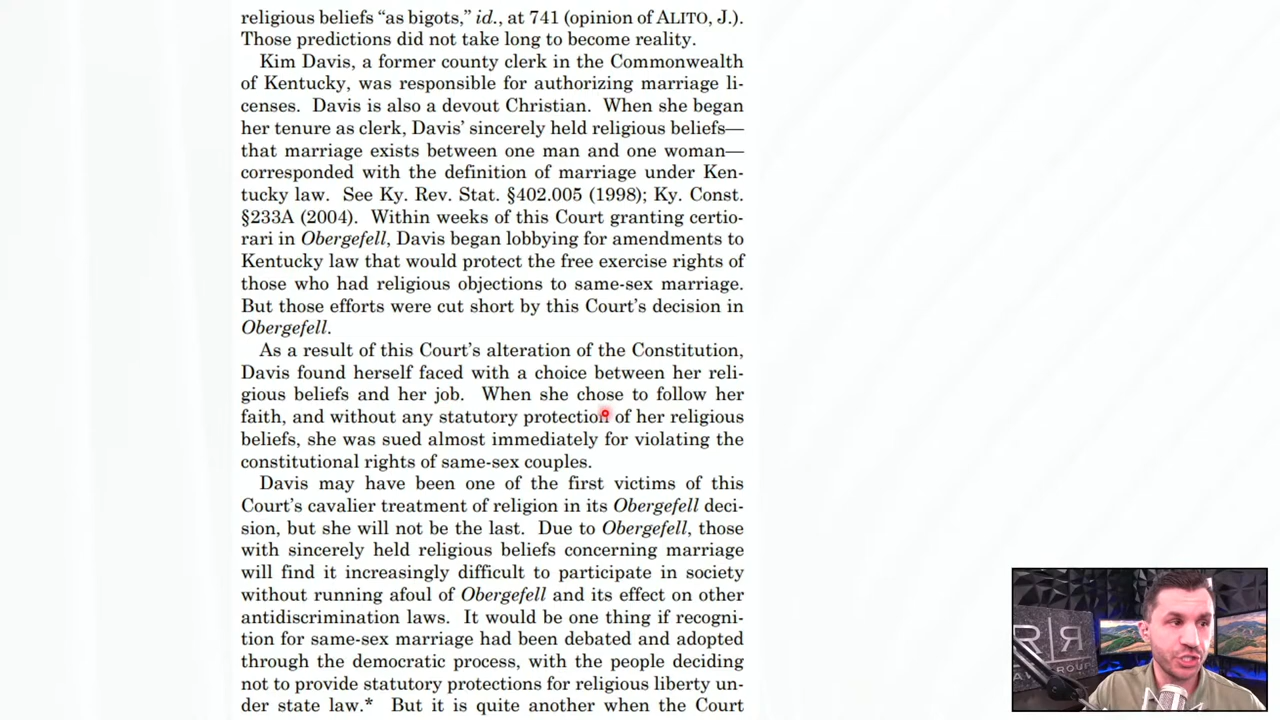 religious beliefs “as bigots,” id., at 741 (opinion of ALITO, J.).
Those predictions did not take long to become reality.
Kim Davis, a former county clerk in the Commonwealth
of Kentucky, was responsible for authorizing marriage li-
censes. Davis is also a devout Christian. When she began
her tenure as clerk, Davis’ sincerely held religious beliefs—
that marriage exists between one man and one woman—
corresponded with the definition of marriage under Ken-
tucky law. See Ky. Rev. Stat. §402.005 (1998); Ky. Const.
§233A (2004). Within weeks of this Court granting certio-
rari in Obergefell, Davis began lobbying for amendments to
Kentucky law that would protect the free exercise rights of
those who had religious objections to same-sex marriage.
But those efforts were cut short by this Court’s decision in
Obergefell.
As a result of this Court’s alteration of the Constitution,
Davis found herself faced with a choice between her reli-
gious beliefs and her job. When she chose to follow her
faith, and without any statutory protection of her religious
beliefs, she was sued almost immediately for violating the
constitutional rights of same-sex couples.
Davis may have been one of the first victims of this
Court’s cavalier treatment of religion in its Obergefell deci-
sion, but she will not be the last. Due to Obergefell, those
with sincerely held religious beliefs concerning marriage
will find it increasingly difficult to participate in society
without running afoul of Obergefell and its effect on other
antidiscrimination laws. It would be one thing if recogni-
tion for same-sex marriage had been debated and adopted
through the democratic process, with the people deciding
not to provide statutory protections for religious liberty un-
der state law.* But it is quite another when the Court